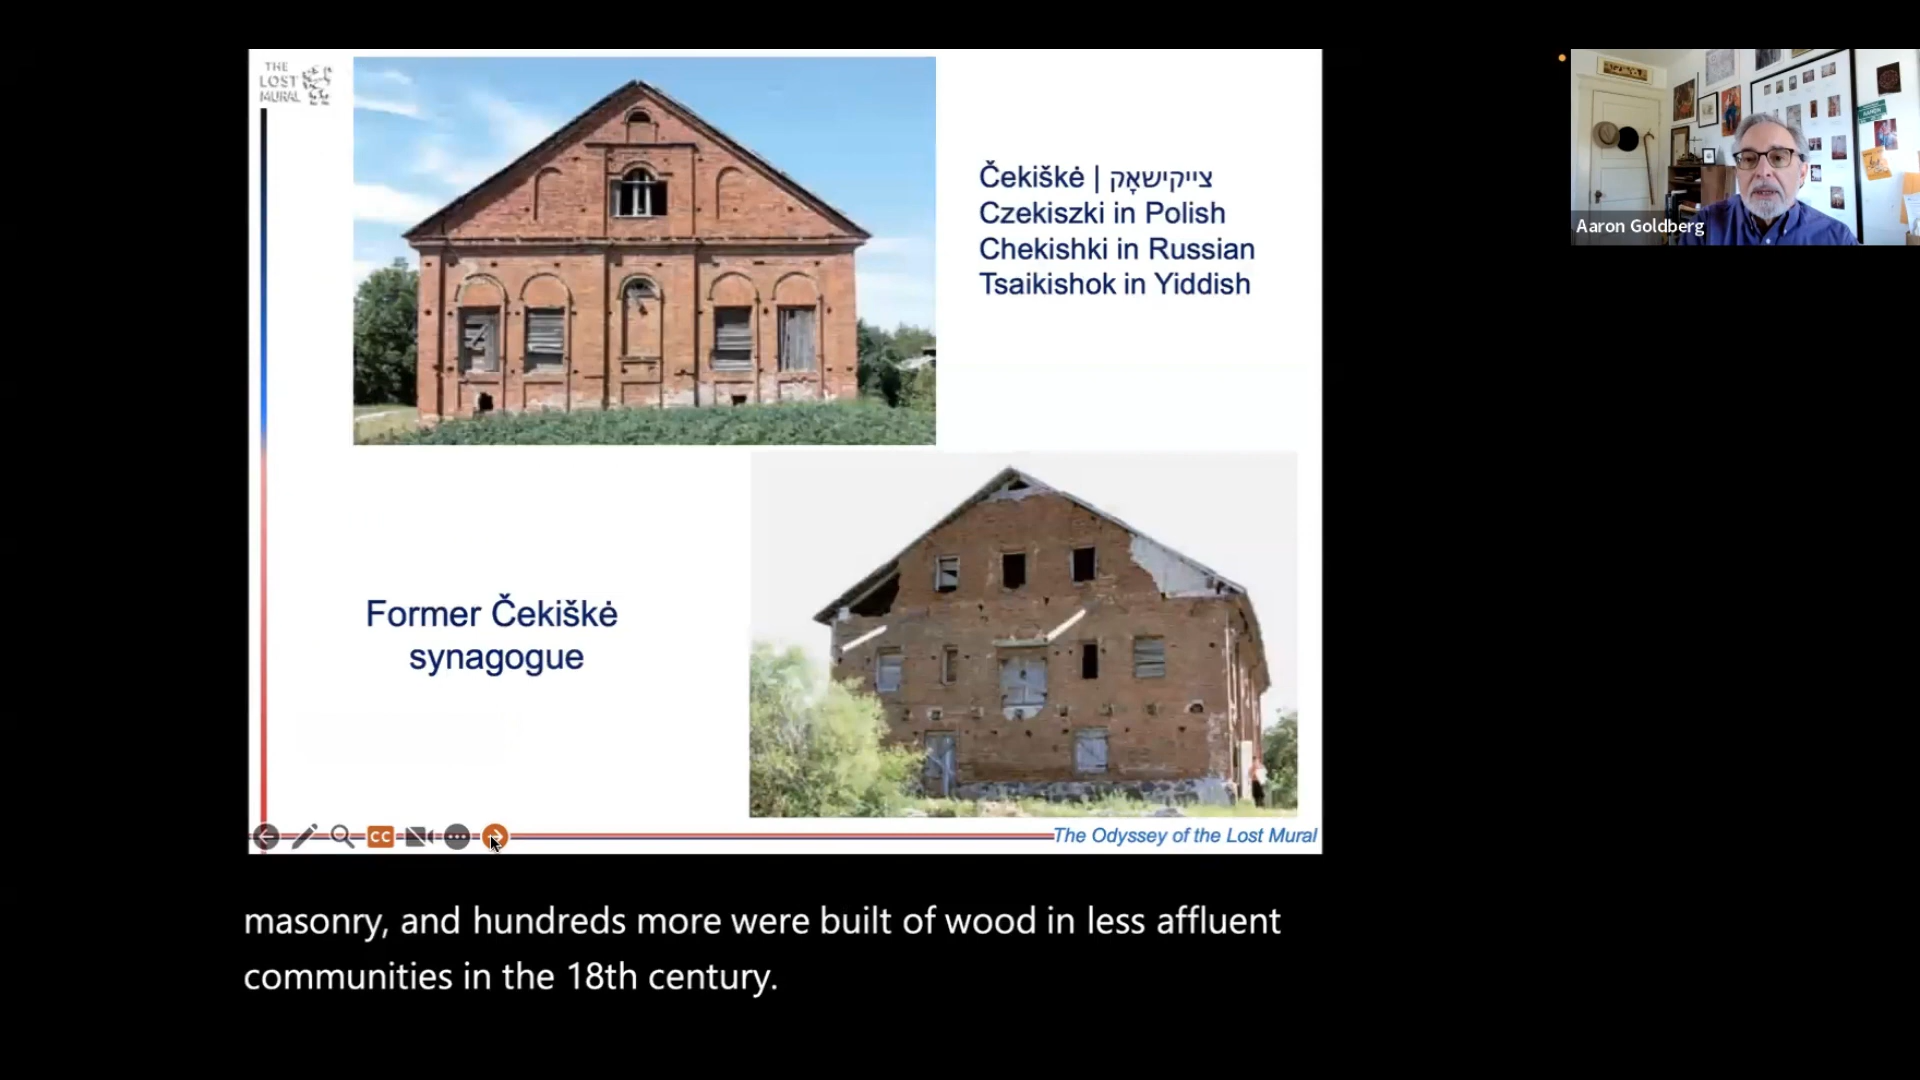 THE
LOST
MURAL
Čekiškė | צייקישאָק
Czekiszki in Polish
Chekishki in Russian
Tsaikishok in Yiddish
Former Čekiškė
synagogue
CC
The Odyssey of the Lost Mural
Aaron Goldberg
masonry, and hundreds more were built of wood in less affluent
communities in the 18th century.